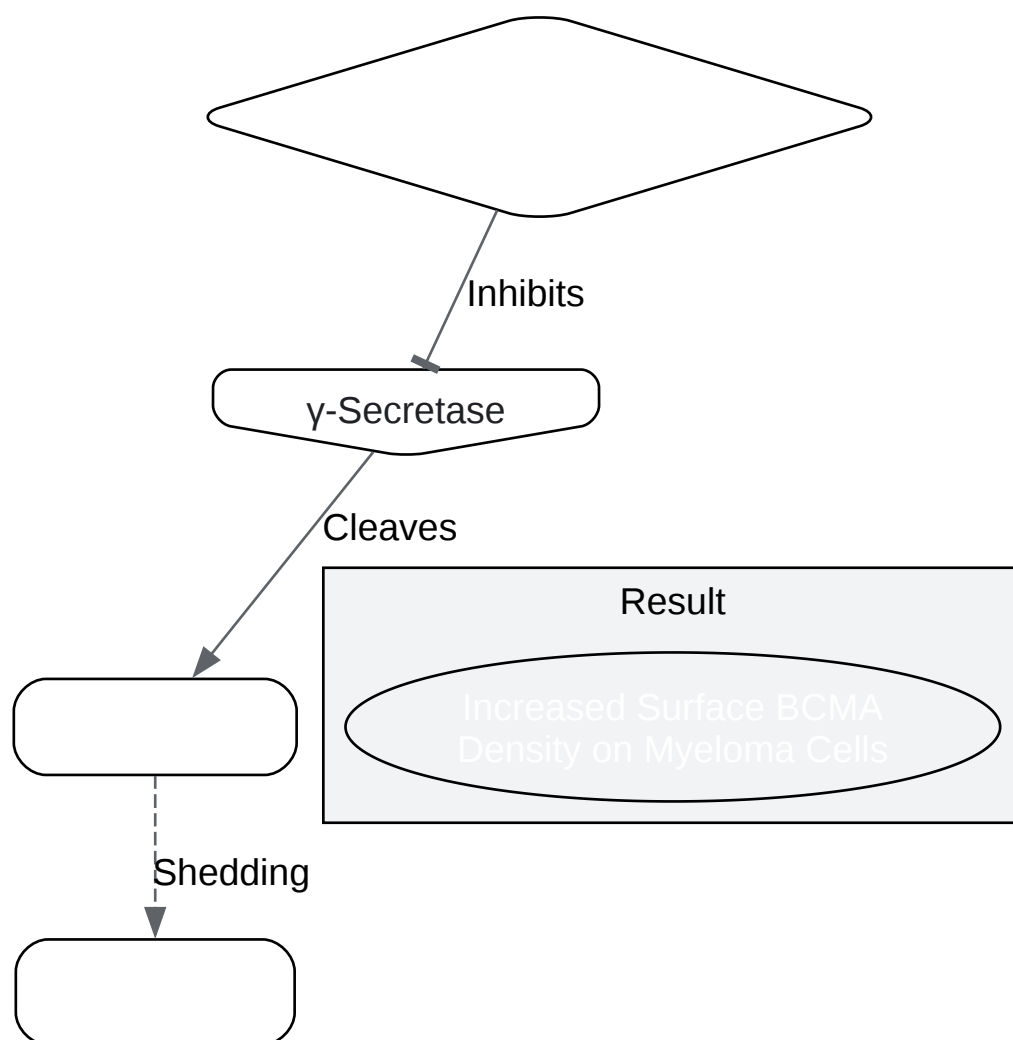 Inhibits
γ-Secretase
Cleaves
Result
Increased Surface BCMA
Density on Myeloma Cells
Shedding